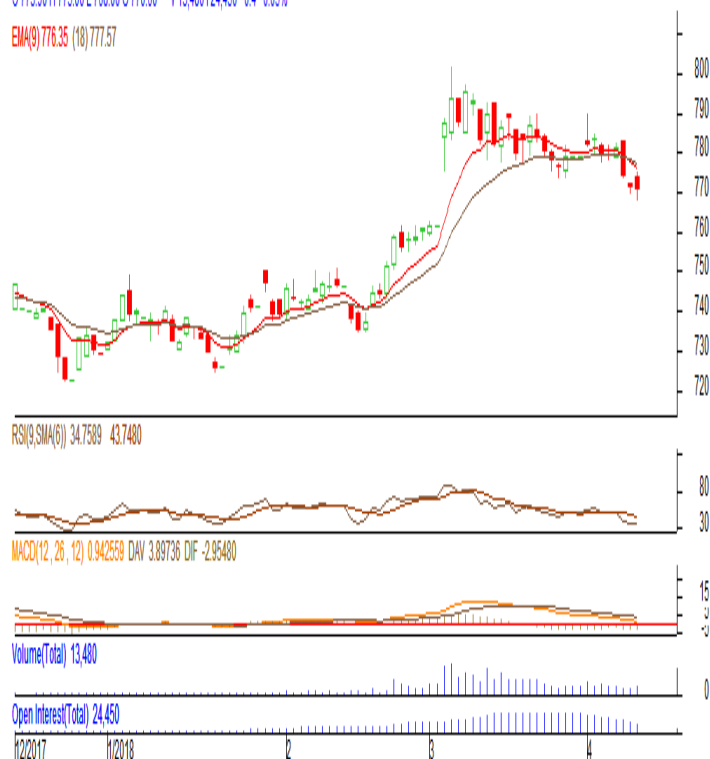 EMA(9) 776.35 (18) 777.57
800
790
780
770
760
750
740
730
720
RSI(9,SMA(6)) 34.7589 43.7480
80
30
MACD(12 , 26 , 12) 0.942559 DAV 3.89736 DIF -2.95480
15
Volume(Total) 13,480
0
Open Interest(Total) 24,450
12/2017 1/2018 2 3 4